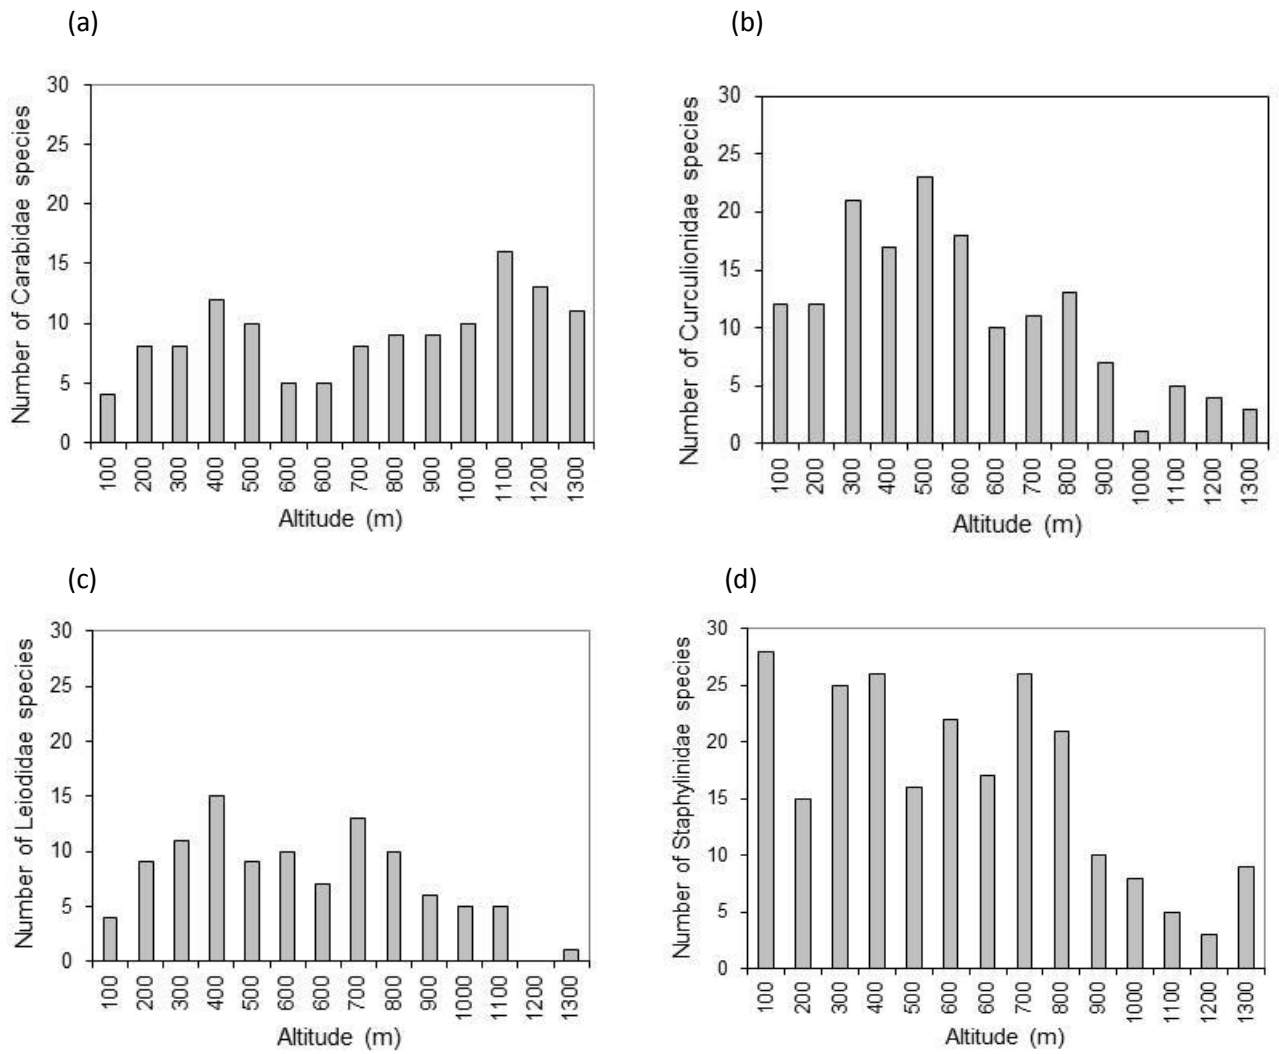 (a)
(b)
Number of Carabidae species
30
25
20
15
10
5
0
100 200 300 400 500 600 600 700 800 900 1000 1100 1200 1300
Altitude (m)
Number of Curculionidae species
30
25
20
15
10
5
0
100 200 300 400 500 600 600 700 800 900 1000 1100 1200 1300
Altitude (m)
(c)
(d)
Number of Leiodidae species
30
25
20
15
10
5
0
100 200 300 400 500 600 600 700 800 900 1000 1100 1200 1300
Altitude (m)
Number of Staphylinidae species
30
25
20
15
10
5
0
100 200 300 400 500 600 600 700 800 900 1000 1100 1200 1300
Altitude (m)